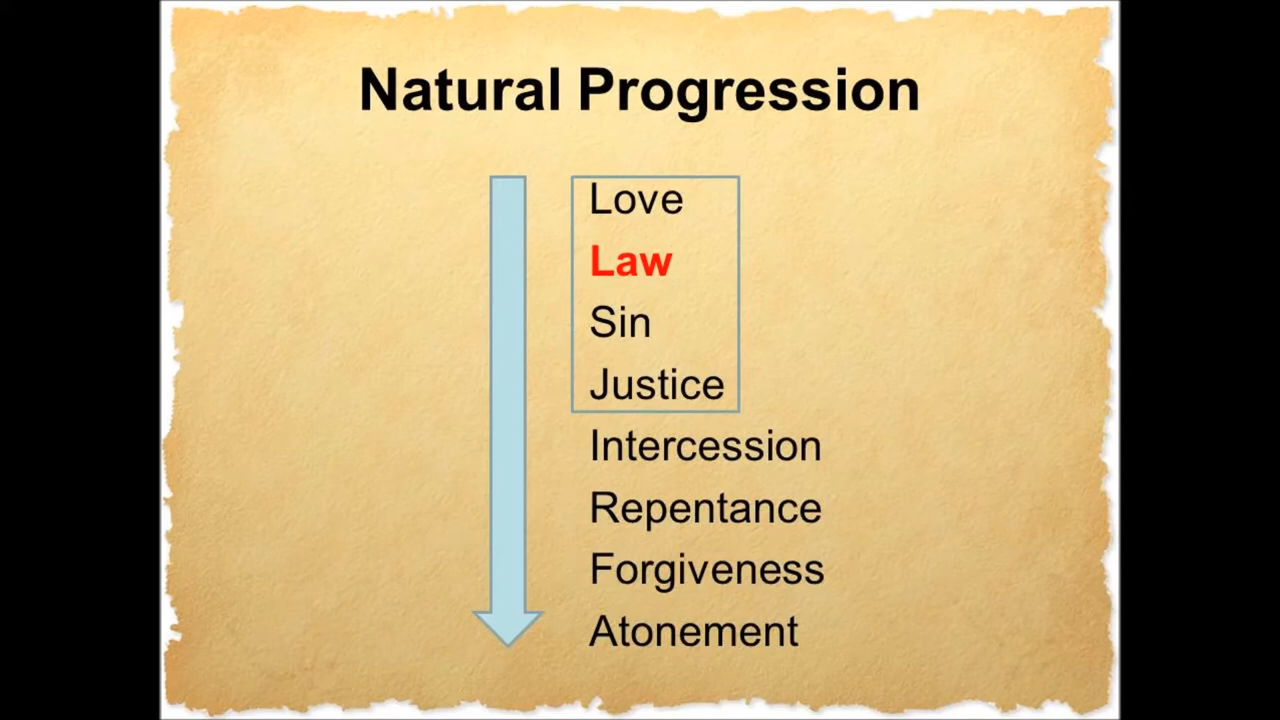 Natural Progression
Love
Law
Sin
Justice
Intercession
Repentance
Forgiveness
Atonement